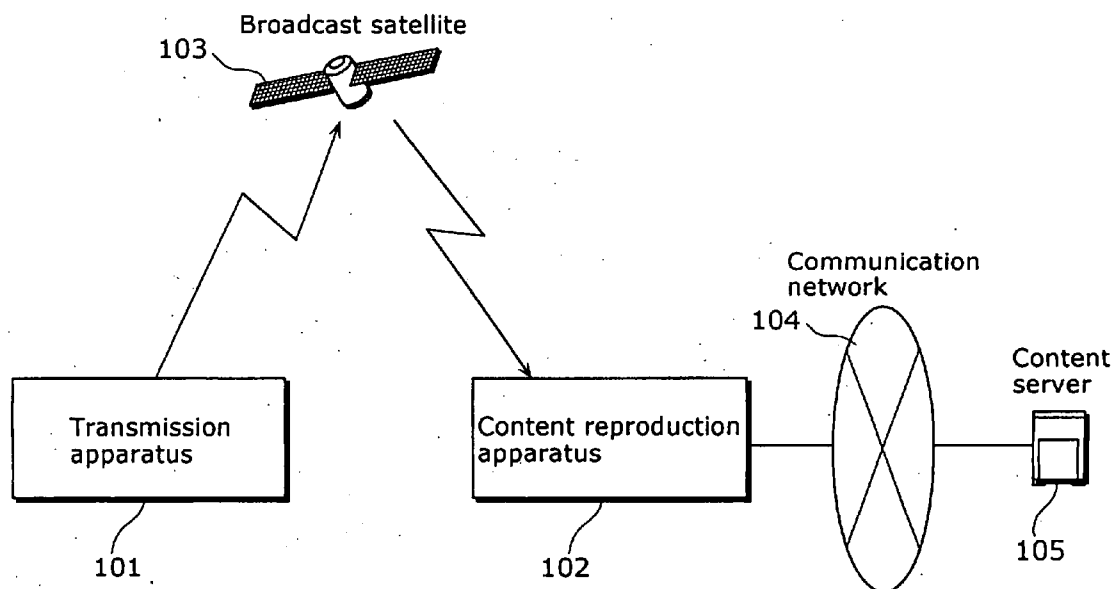 Broadcast satellite
103
Communication
network
104
Content
server
Transmission
apparatus
Content reproduction
apparatus
101
102
105